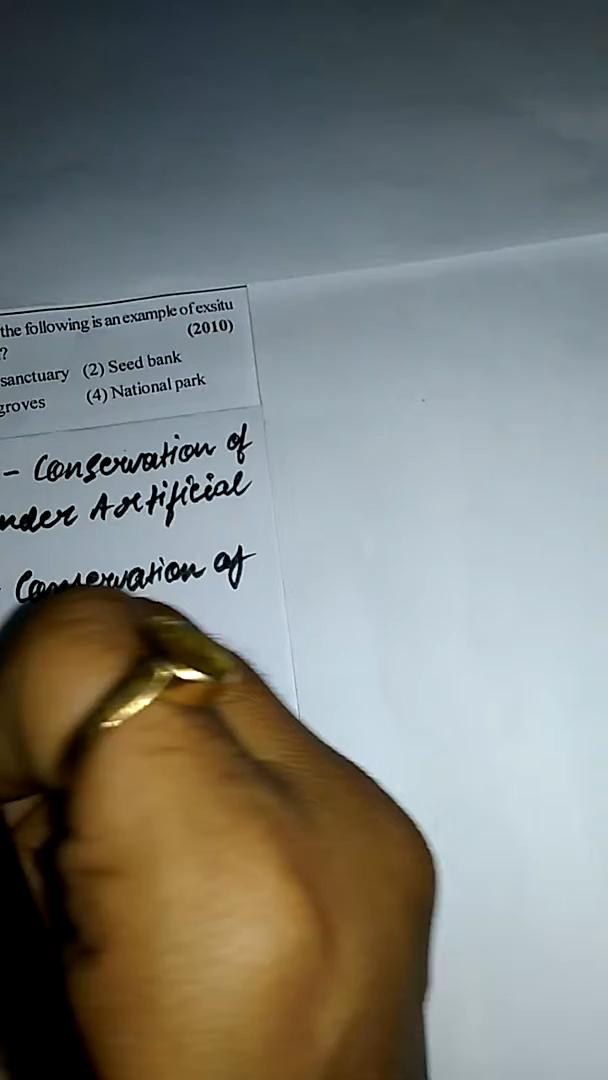 the following is an example of exsitu
? (2010)
sanctuary (2) Seed bank
groves (4) National park
- Conservation of
nder Artificial
Conservation of